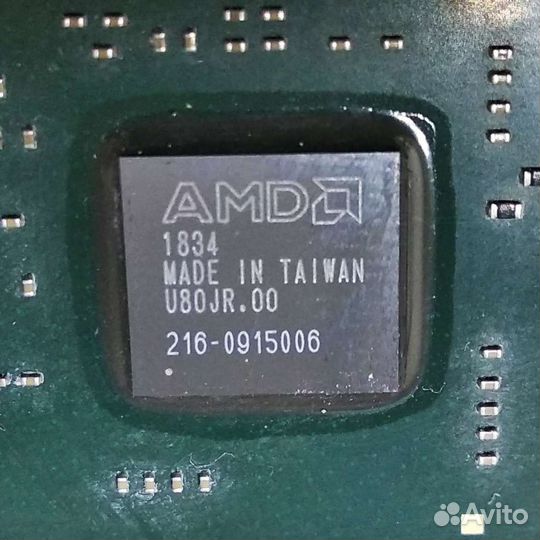 AMD
1834
MADE IN TAIWAN
U80JR.00
216-0915006
Avito